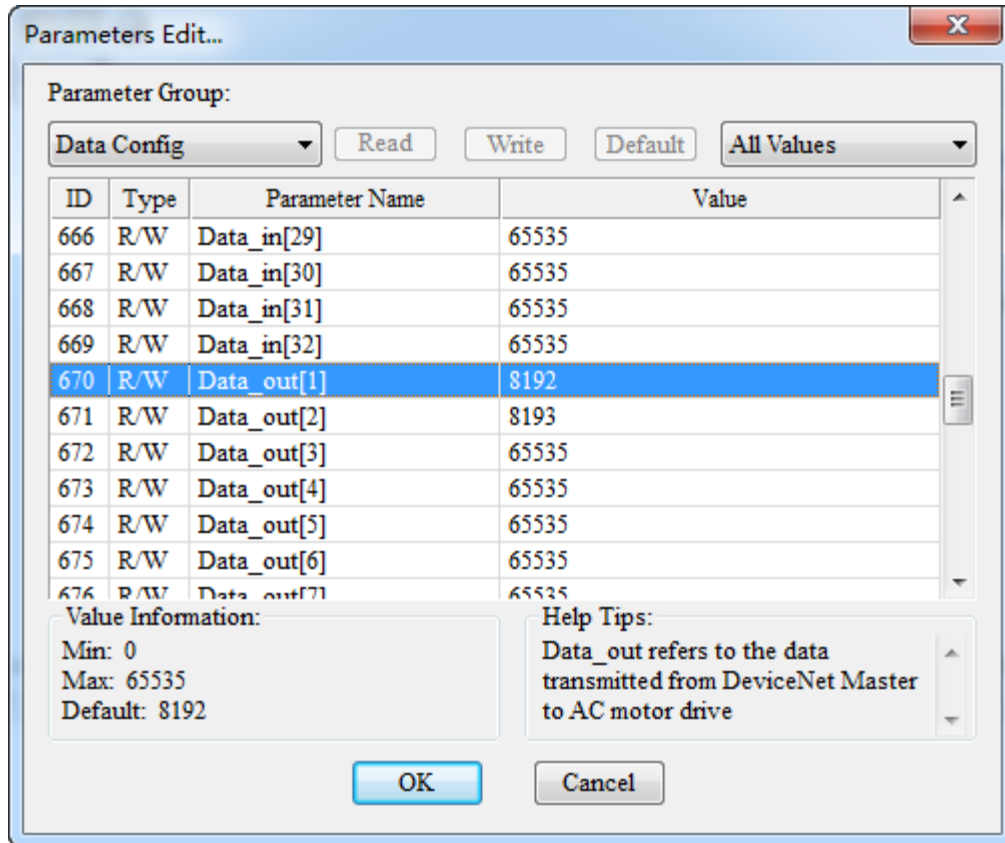 Parameters Edit...
Parameter Group:
Data Config Read Write Default All Values
ID Type Parameter Name Value
666 R/W Data_in[29] 65535
667 R/W Data_in[30] 65535
668 R/W Data_in[31] 65535
669 R/W Data_in[32] 65535
670 R/W Data_out[1] 8192
671 R/W Data_out[2] 8193
672 R/W Data_out[3] 65535
673 R/W Data_out[4] 65535
674 R/W Data_out[5] 65535
675 R/W Data_out[6] 65535
676 R/W Data_out[7] 65535
Value Information:
Min: 0
Max: 65535
Default: 8192
Help Tips:
Data_out refers to the data
transmitted from DeviceNet Master
to AC motor drive
OK Cancel